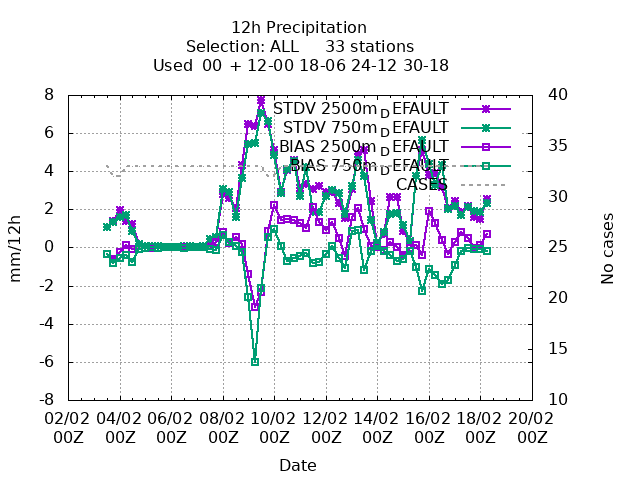 12h Precipitation
Selection: ALL 33 stations
Used 00 + 12-00 18-06 24-12 30-18
STDV 2500m_DEFAULT
STDV 750m_DEFAULT
BIAS 2500m_DEFAULT
BIAS 750m_DEFAULT
CASES
8
6
4
2
0
-2
-4
-6
-8
mm/12h
40
35
30
25
20
15
10
No cases
02/02 04/02 06/02 08/02 10/02 12/02 14/02 16/02 18/02 20/02
00Z 00Z 00Z 00Z 00Z 00Z 00Z 00Z 00Z 00Z
Date